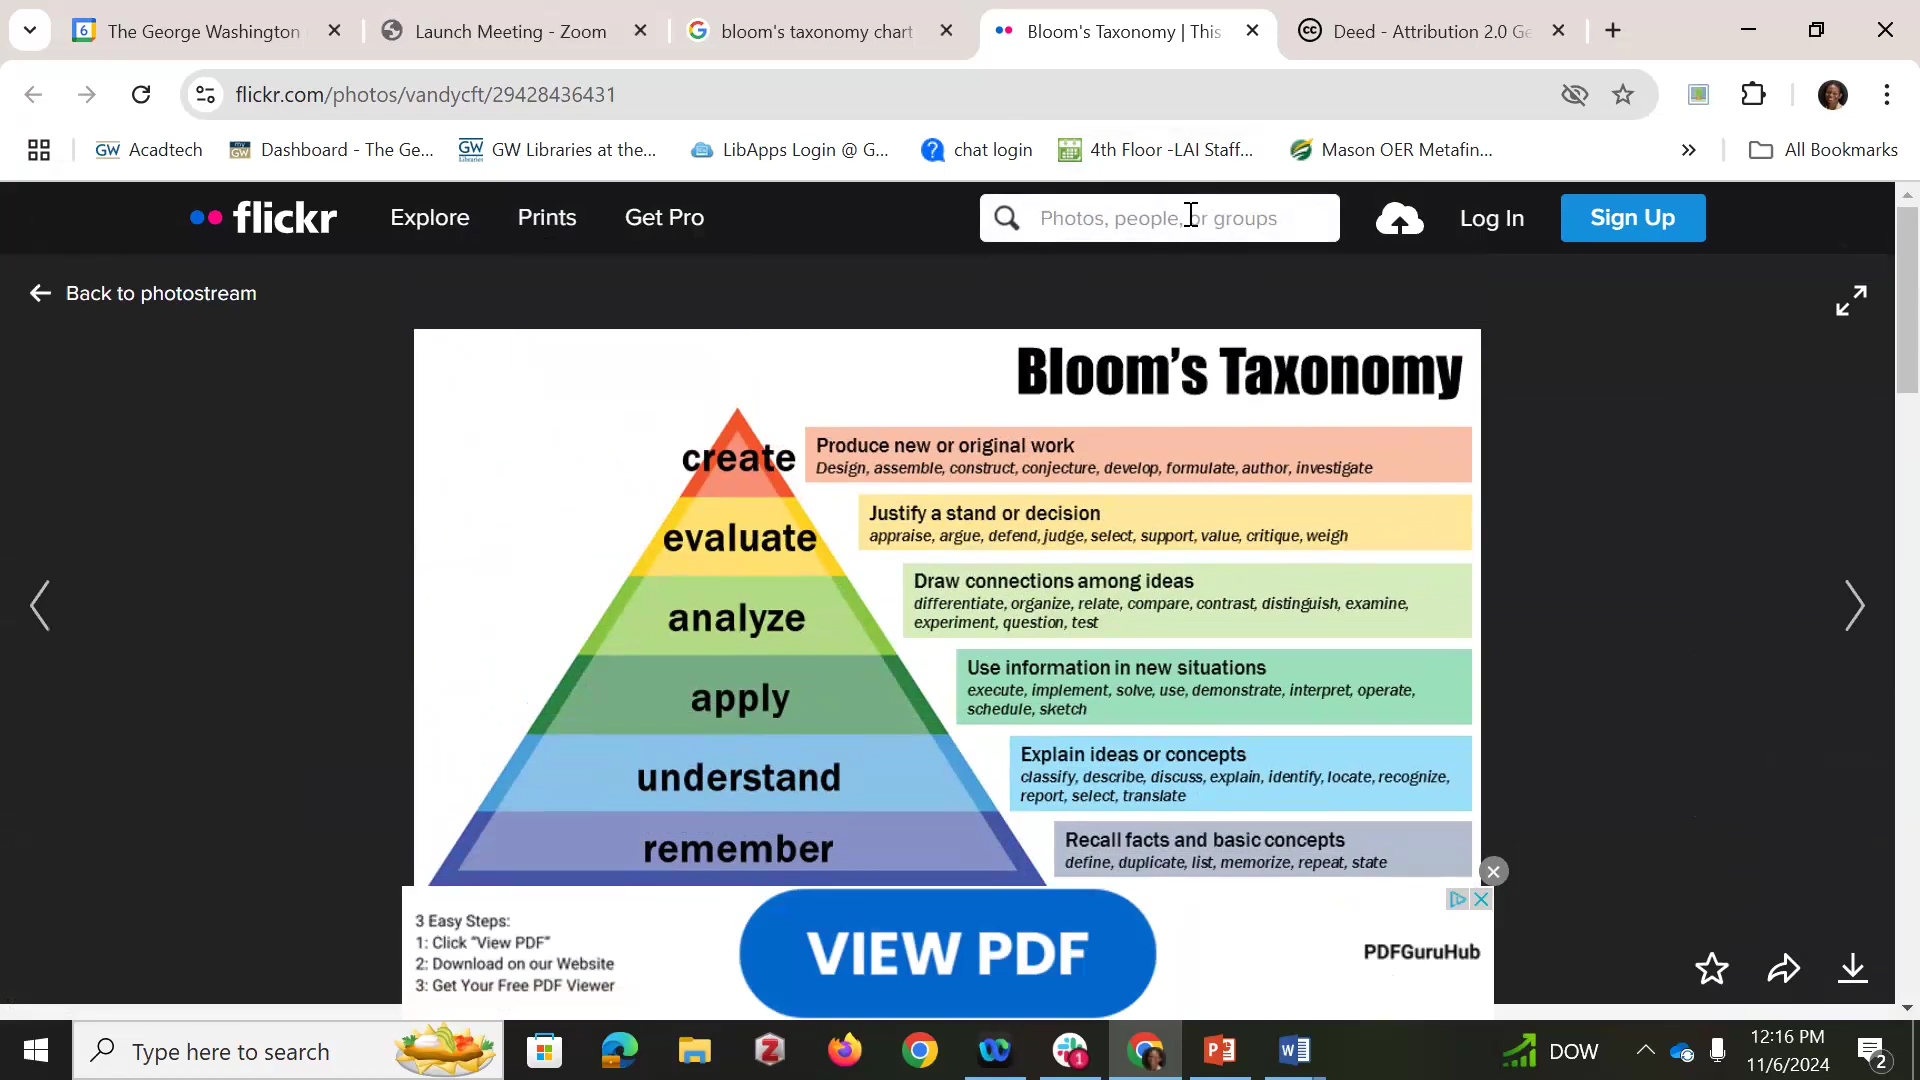 The George Washington
Launch Meeting - Zoom
bloom's taxonomy chart
Bloom's Taxonomy | This
Deed - Attribution 2.0 Ge
flickr.com/photos/vandycft/29428436431
GW Acadtech
Dashboard - The Ge...
GW Libraries at the...
LibApps Login @ G...
chat login
4th Floor -LAI Staff...
Mason OER Metafin...
»
All Bookmarks
flickr
Explore
Prints
Get Pro
Photos, people, or groups
Log In
Sign Up
Back to photostream
Bloom's Taxonomy
create
Produce new or original work
Design, assemble, construct, conjecture, develop, formulate, author, investigate
evaluate
Justify a stand or decision
appraise, argue, defend, judge, select, support, value, critique, weigh
analyze
Draw connections among ideas
differentiate, organize, relate, compare, contrast, distinguish, examine,
experiment, question, test
apply
Use information in new situations
execute, implement, solve, use, demonstrate, interpret, operate,
schedule, sketch
understand
Explain ideas or concepts
classify, describe, discuss, explain, identify, locate, recognize,
report, select, translate
remember
Recall facts and basic concepts
define, duplicate, list, memorize, repeat, state
3 Easy Steps:
1: Click "View PDF"
2: Download on our Website
3: Get Your Free PDF Viewer
VIEW PDF
PDFGuruHub
Type here to search
DOW
12:16 PM
11/6/2024
2